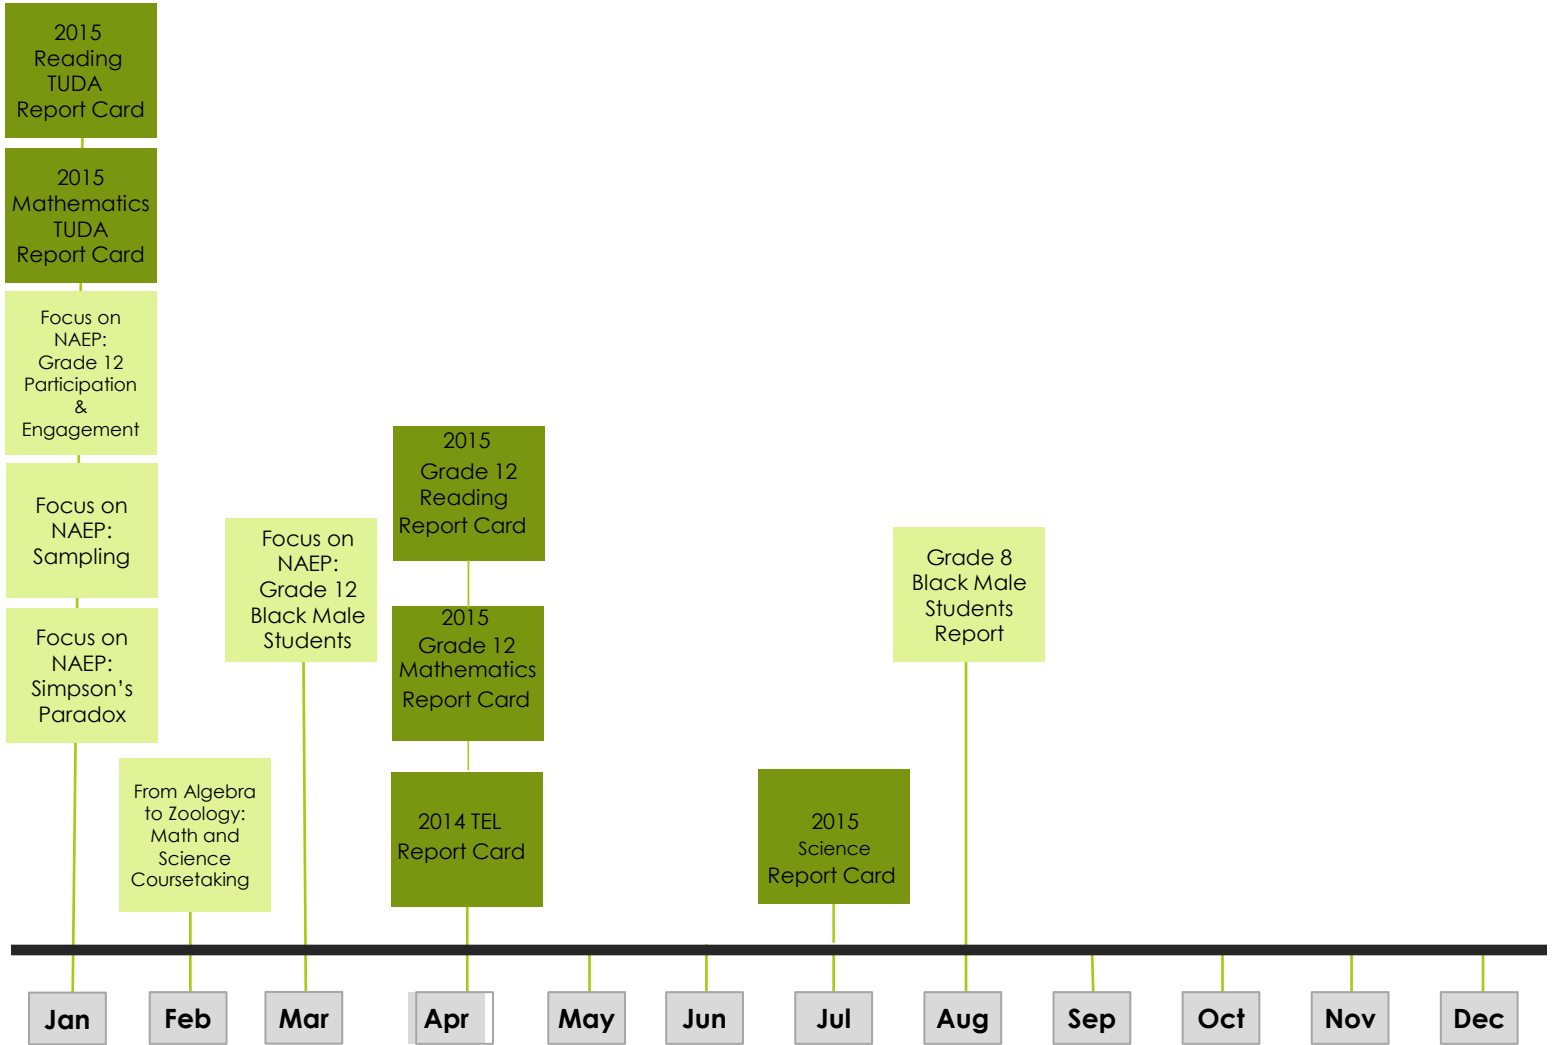 2015
Reading
TUDA
Report Card
2015
Mathematics
TUDA
Report Card
Focus on
NAEP:
Grade 12
Participation
&
Engagement
Focus on
NAEP:
Sampling
Focus on
NAEP:
Simpson’s
Paradox
From Algebra
to Zoology:
Math and
Science
Coursetaking
Focus on
NAEP:
Grade 12
Black Male
Students
2015
Grade 12
Reading
Report Card
2015
Grade 12
Mathematics
Report Card
2014 TEL
Report Card
2015
Science
Report Card
Grade 8
Black Male
Students
Report
Jan
Feb
Mar
Apr
May
Jun
Jul
Aug
Sep
Oct
Nov
Dec